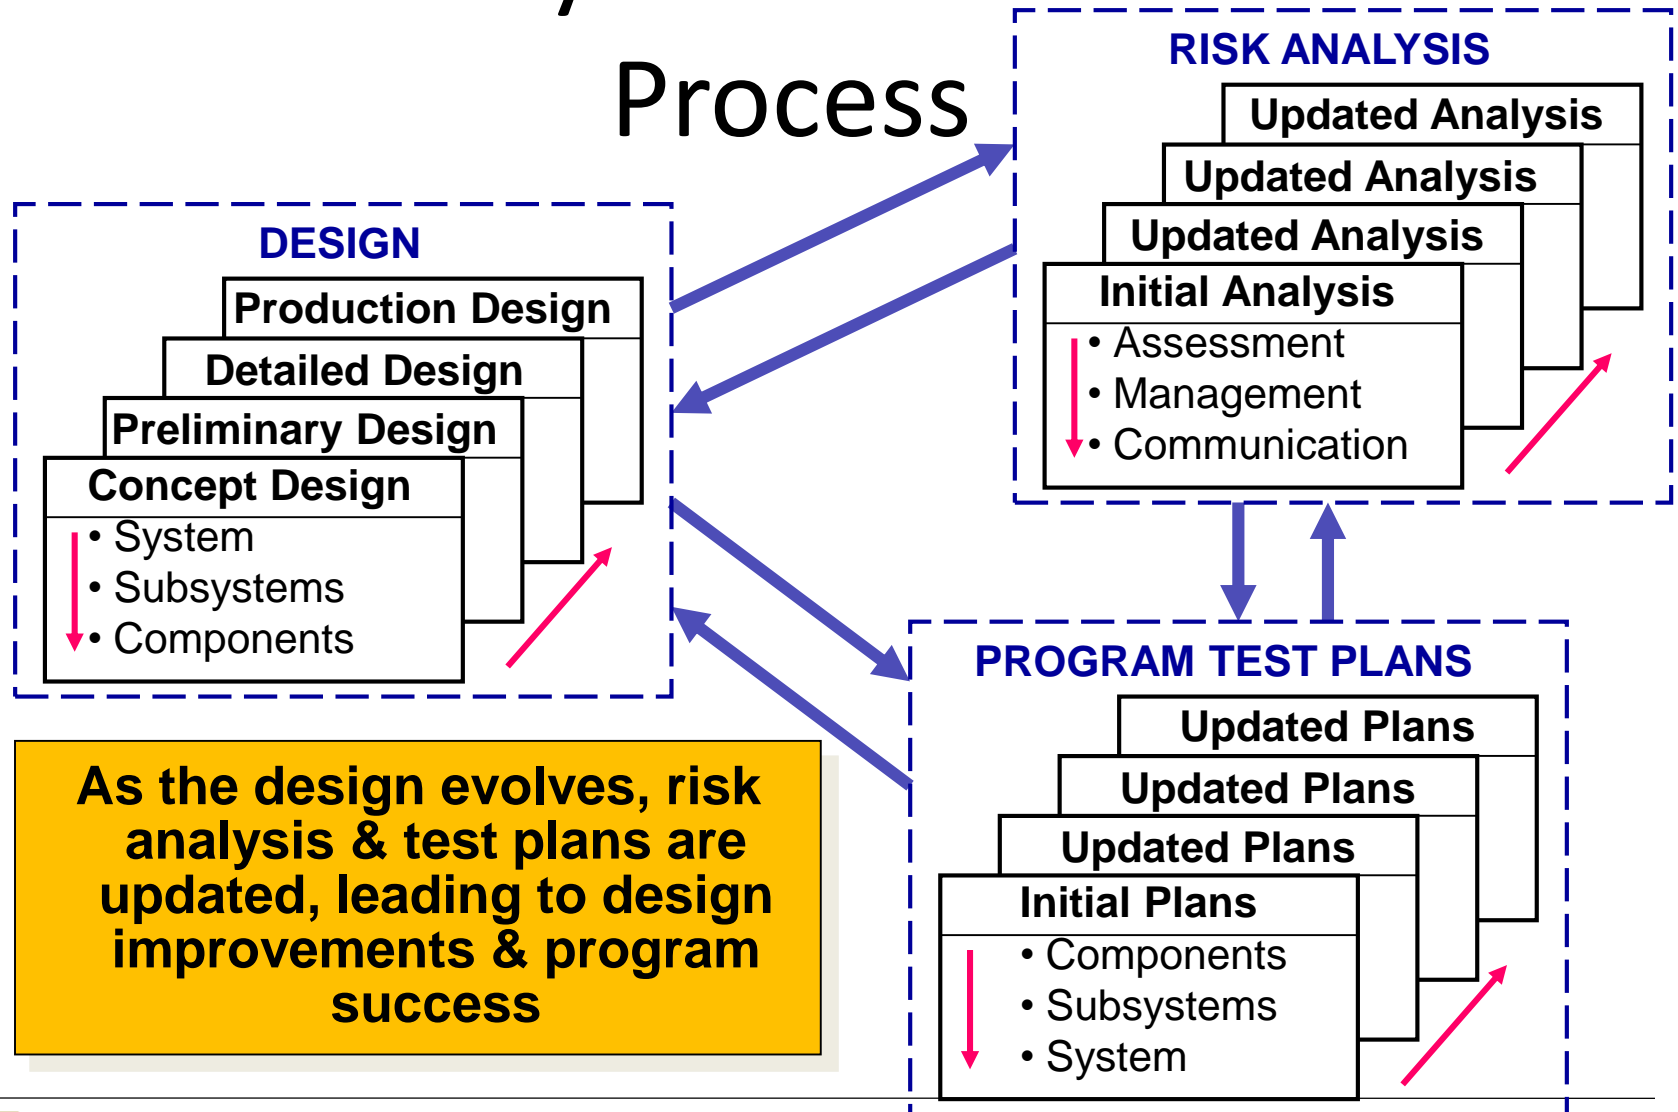 Process
RISK ANALYSIS
Updated Analysis
Updated Analysis
Updated Analysis
Initial Analysis
• Assessment
• Management
• Communication
DESIGN
Production Design
Detailed Design
Preliminary Design
Concept Design
• System
• Subsystems
• Components
PROGRAM TEST PLANS
Updated Plans
Updated Plans
Updated Plans
Initial Plans
• Components
• Subsystems
• System
As the design evolves, risk
analysis & test plans are
updated, leading to design
improvements & program
success